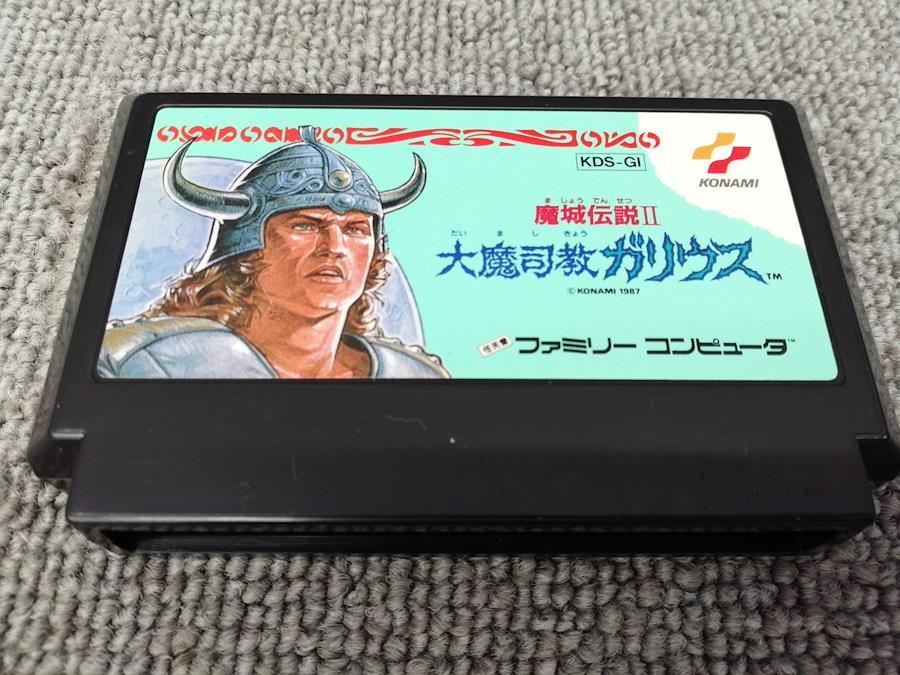 KDS-GI
KONAMI
ま じょう でん せつ
魔城伝説II
だい ま し きょう
大魔司教ガリウス™
© KONAMI 1987
ファミリー コンピュータ™